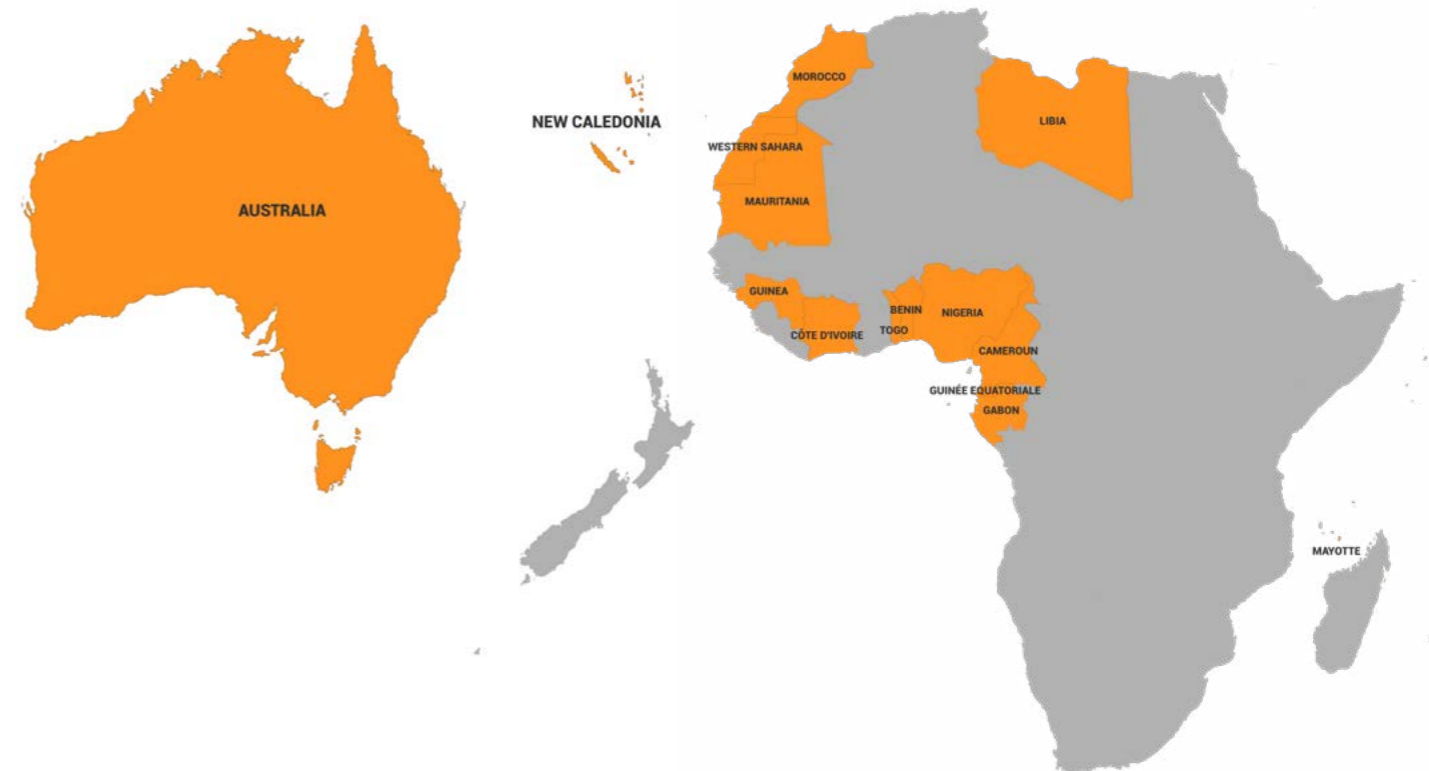 AUSTRALIA
NEW CALEDONIA
MOROCCO
LIBIA
WESTERN SAHARA
MAURITANIA
GUINEA
CÔTE D'IVOIRE
BENIN
TOGO
NIGERIA
CAMEROUN
GUINÉE EQUATORIALE
GABON
MAYOTTE